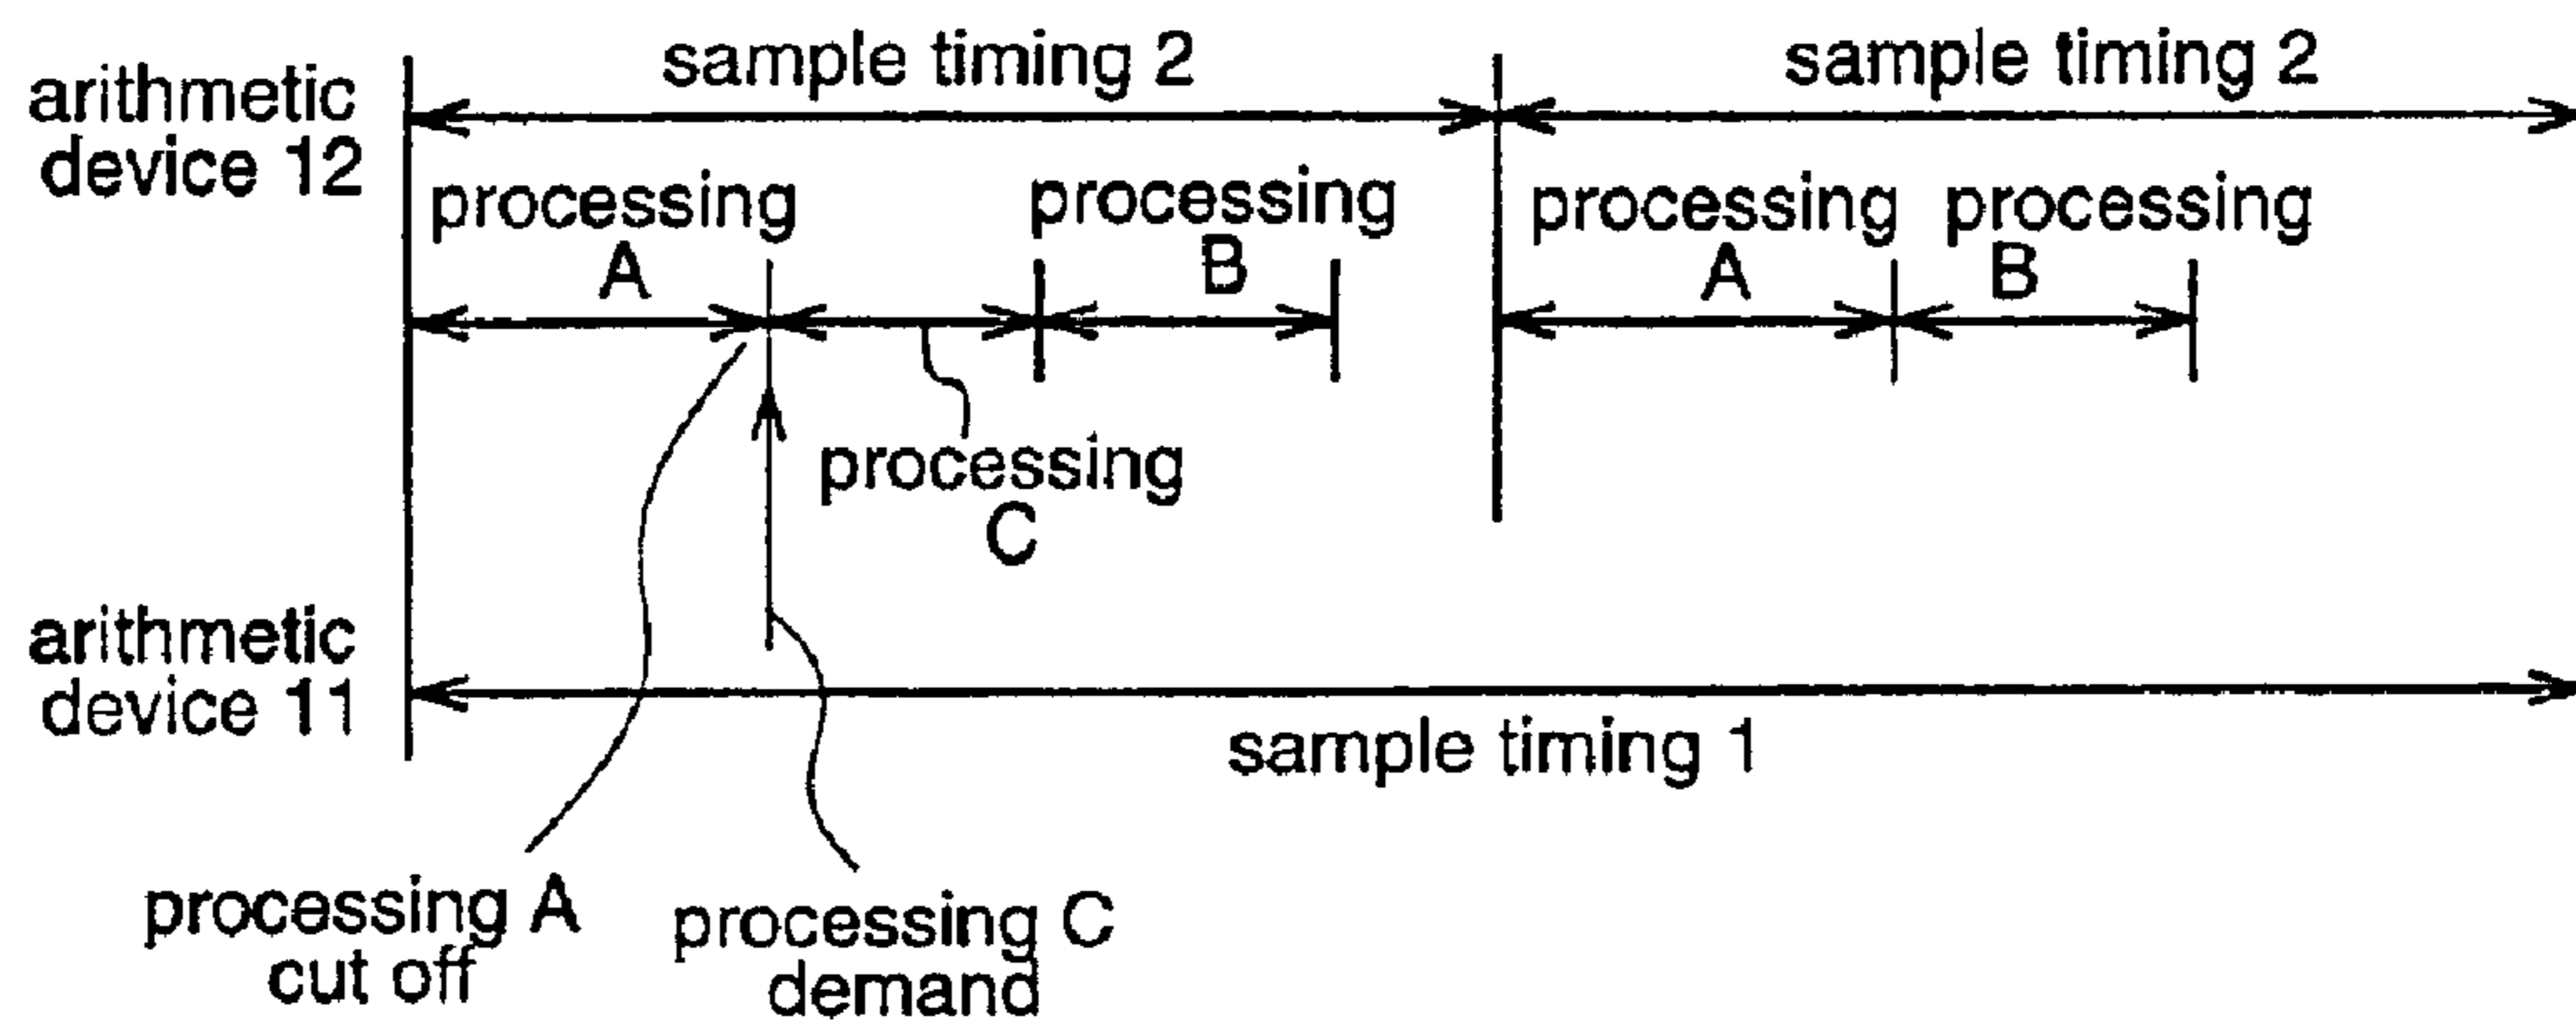 sample timing 2
sample timing 2
arithmetic
device 12
processing
A
processing
B
processing
A
processing
B
processing
C
arithmetic
device 11
sample timing 1
processing A
cut off
processing C
demand